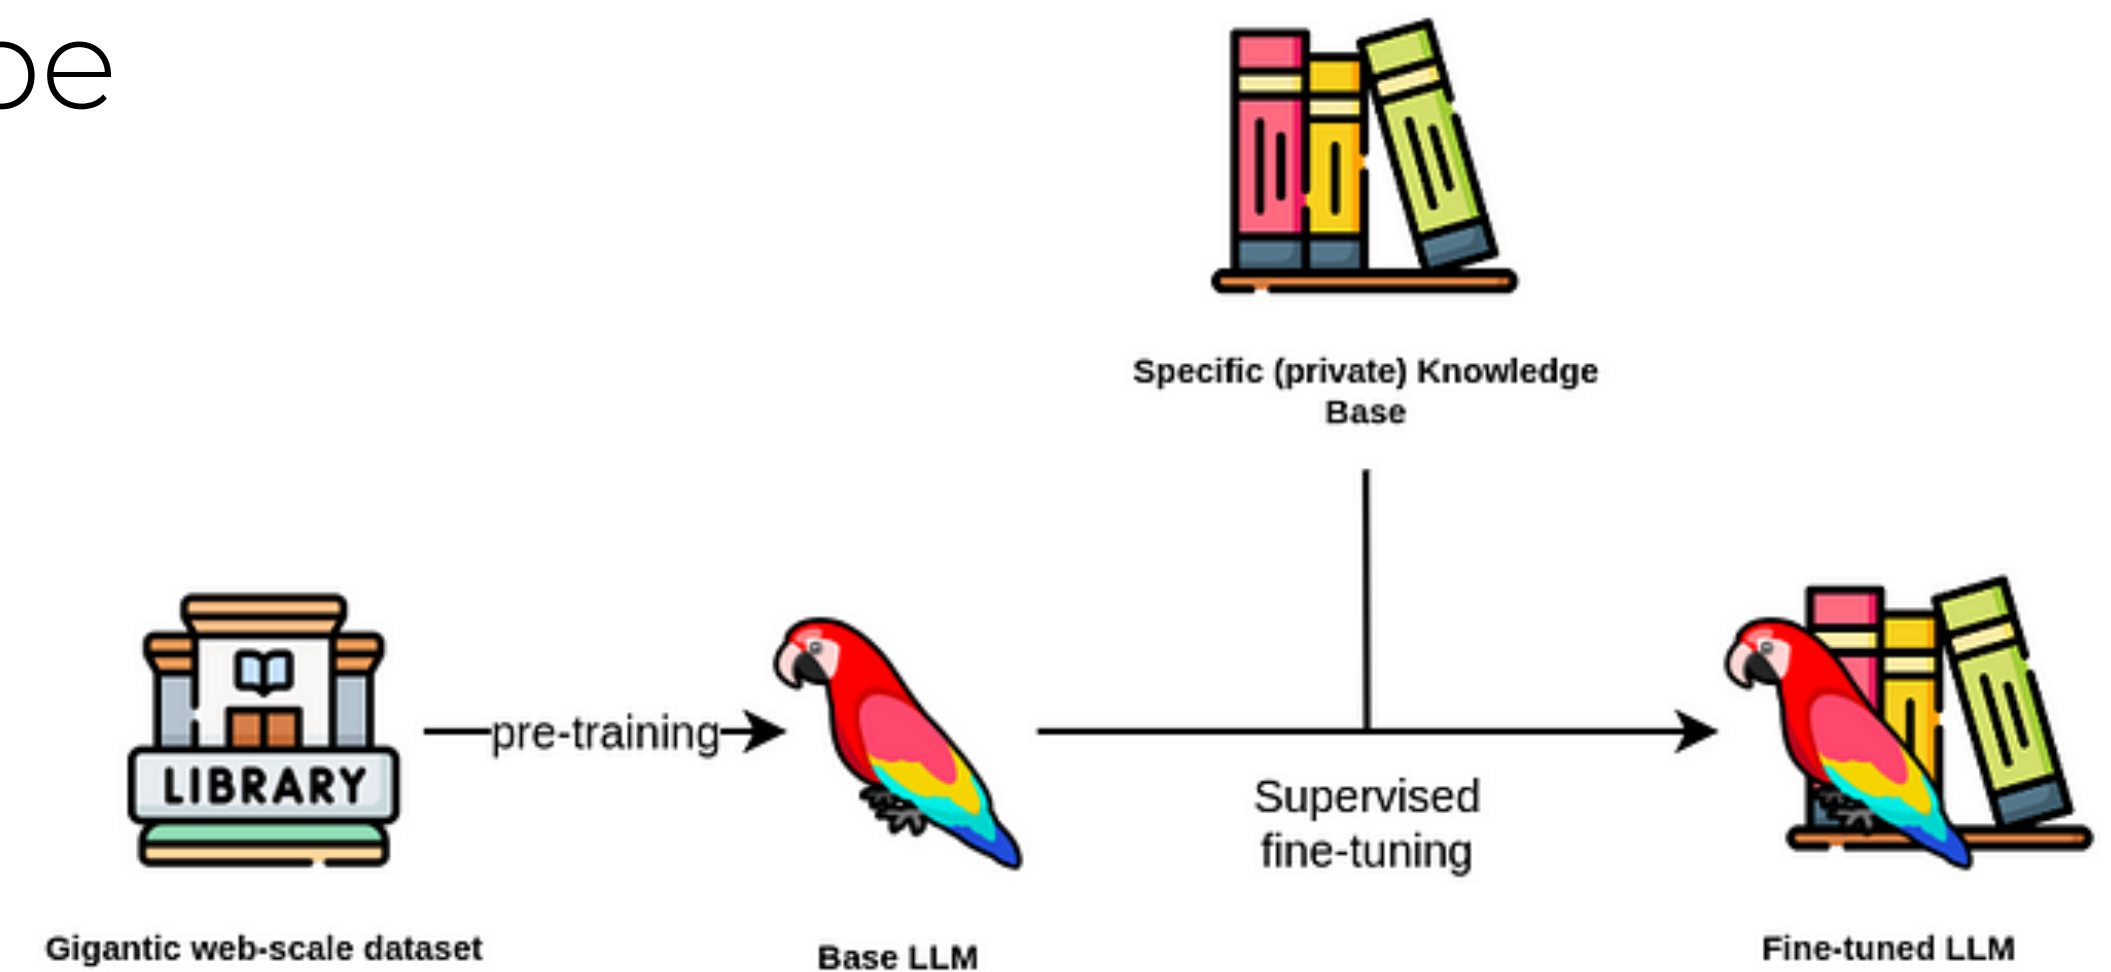 pe
Specific (private) Knowledge
Base
LIBRARY
pre-training
Supervised
fine-tuning
Gigantic web-scale dataset
Base LLM
Fine-tuned LLM